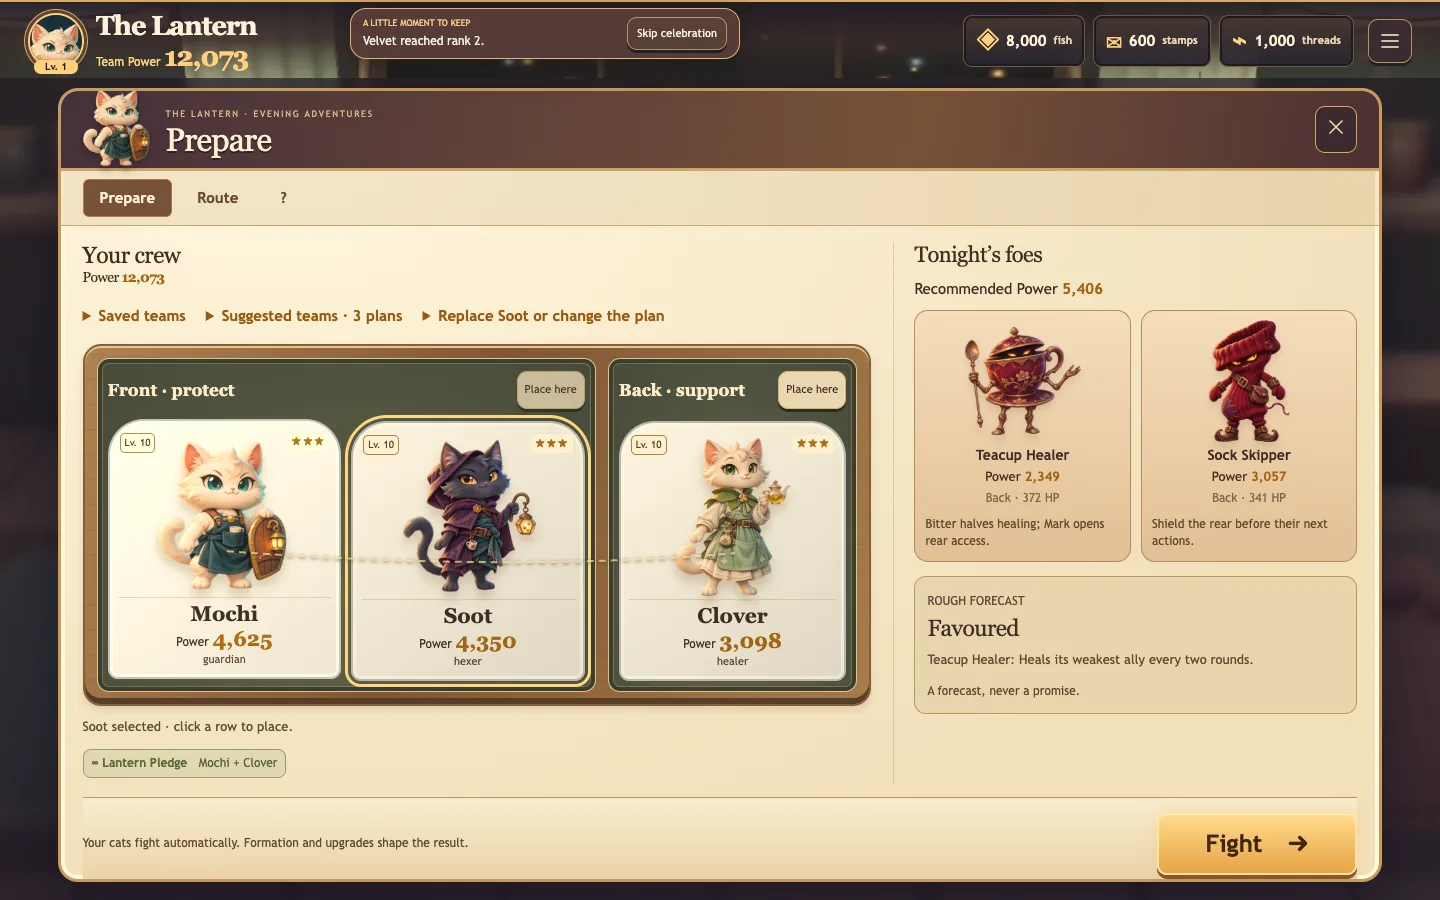 The Lantern
Team Power 12,073
Lv. 1
A LITTLE MOMENT TO KEEP
Velvet reached rank 2.
Skip celebration
8,000 fish
600 stamps
1,000 threads
THE LANTERN · EVENING ADVENTURES
Prepare
Prepare
Route
?
Your crew
Power 12,073
Saved teams
Suggested teams · 3 plans
Replace Soot or change the plan
Front · protect
Place here
Lv. 10
Mochi
Power 4,625
guardian
Lv. 10
Soot
Power 4,350
hexer
Back · support
Place here
Lv. 10
Clover
Power 3,098
healer
Soot selected · click a row to place.
Lantern Pledge Mochi + Clover
Tonight's foes
Recommended Power 5,406
Teacup Healer
Power 2,349
Back · 372 HP
Bitter halves healing; Mark opens
rear access.
Sock Skipper
Power 3,057
Back · 341 HP
Shield the rear before their next
actions.
ROUGH FORECAST
Favoured
Teacup Healer: Heals its weakest ally every two rounds.
A forecast, never a promise.
Your cats fight automatically. Formation and upgrades shape the result.
Fight →